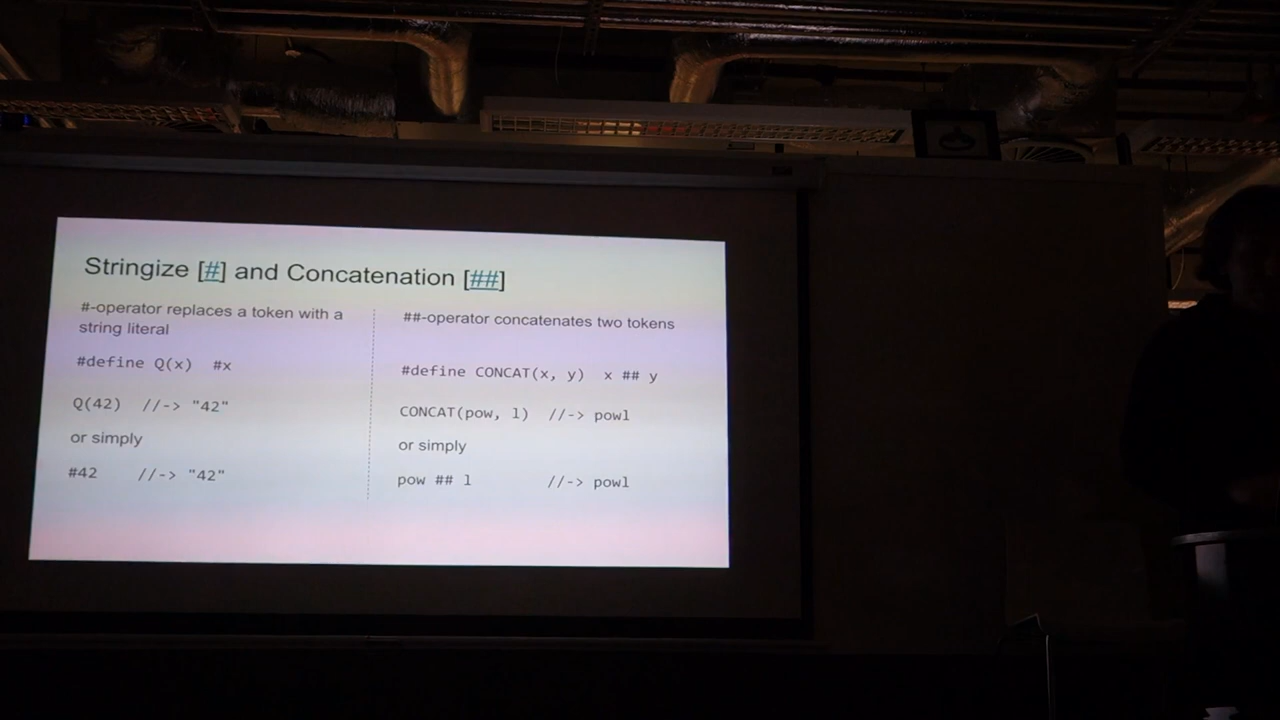 Stringize [#] and Concatenation [##]
#-operator replaces a token with a
string literal
#define Q(x)  #x
Q(42)  //-> "42"
or simply
#42    //-> "42"
##-operator concatenates two tokens
#define CONCAT(x, y)  x ## y
CONCAT(pow, l)  //-> powl
or simply
pow ## l        //-> powl